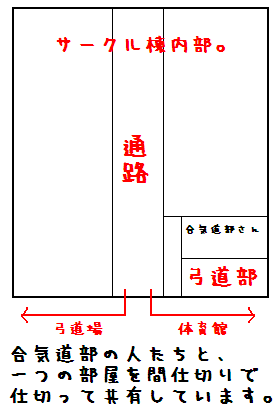 サークル棟内部。
通路
合気道部さん
弓道部
弓道場
体育館
合気道部の人たちと、
一つの部屋を間仕切りで
仕切って共有しています。